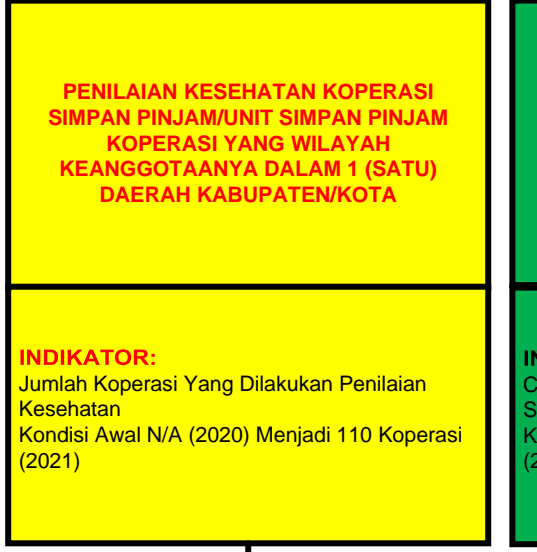 PENILAIAN KESEHATAN KOPERASI
SIMPAN PINJAM/UNIT SIMPAN PINJAM
KOPERASI YANG WILAYAH
KEANGGOTAANYA DALAM 1 (SATU)
DAERAH KABUPATEN/KOTA
INDIKATOR:
Jumlah Koperasi Yang Dilakukan Penilaian
Kesehatan
Kondisi Awal N/A (2020) Menjadi 110 Koperasi
(2021)